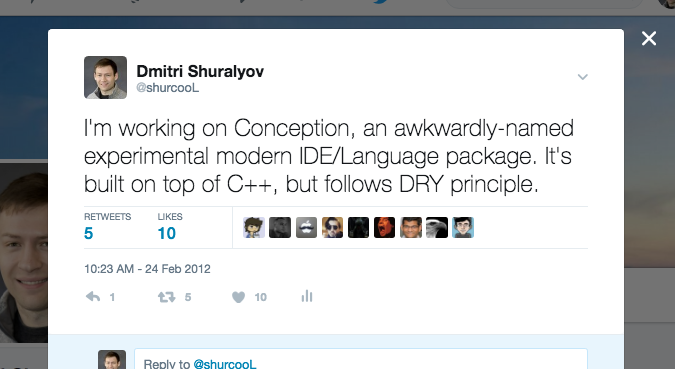 Dmitri Shuralyov
@shurcooL
I'm working on Conception, an awkwardly-named
experimental modern IDE/Language package. It's
built on top of C++, but follows DRY principle.
RETWEETS LIKES
5 10
10:23 AM - 24 Feb 2012
1 5 10
Reply to @shurcooL